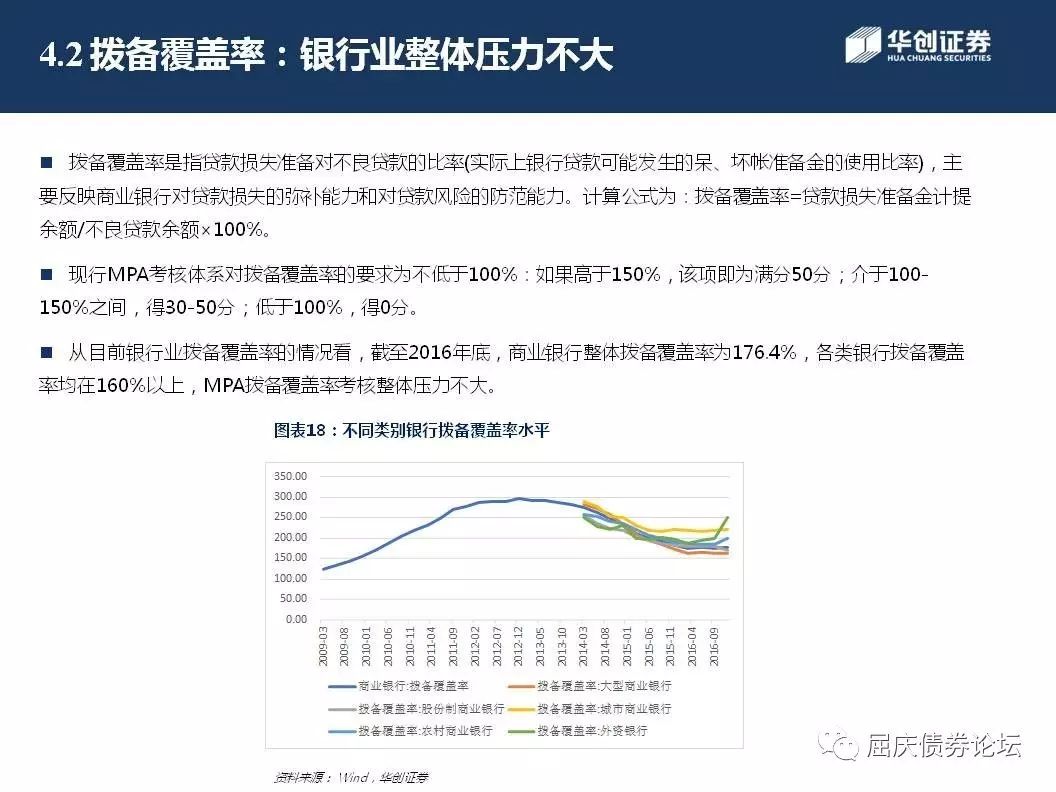 4.2 拨备覆盖率：银行业整体压力不大
华创证券
HUA CHUANG SECURITIES
■ 拨备覆盖率是指贷款损失准备对不良贷款的比率(实际上银行贷款可能发生的呆、坏帐准备金的使用比率)，主
要反映商业银行对贷款损失的弥补能力和对贷款风险的防范能力。计算公式为：拨备覆盖率=贷款损失准备金计提
余额/不良贷款余额×100%。
■ 现行MPA考核体系对拨备覆盖率的要求为不低于100%：如果高于150%，该项即为满分50分；介于100-
150%之间，得30-50分；低于100%，得0分。
■ 从目前银行业拨备覆盖率的情况看，截至2016年底，商业银行整体拨备覆盖率为176.4%，各类银行拨备覆盖
率均在160%以上，MPA拨备覆盖率考核整体压力不大。
图表18：不同类别银行拨备覆盖率水平
350.00
300.00
250.00
200.00
150.00
100.00
50.00
0.00
2009-03 2009-08 2010-01 2010-06 2010-11 2011-04 2011-09 2012-02 2012-07 2012-12 2013-05 2013-10 2014-03 2014-08 2015-01 2015-06 2015-11 2016-04 2016-09
商业银行:拨备覆盖率 拨备覆盖率:大型商业银行
拨备覆盖率:股份制商业银行 拨备覆盖率:城市商业银行
拨备覆盖率:农村商业银行 拨备覆盖率:外资银行
资料来源：Wind，华创证券
屈庆债券论坛